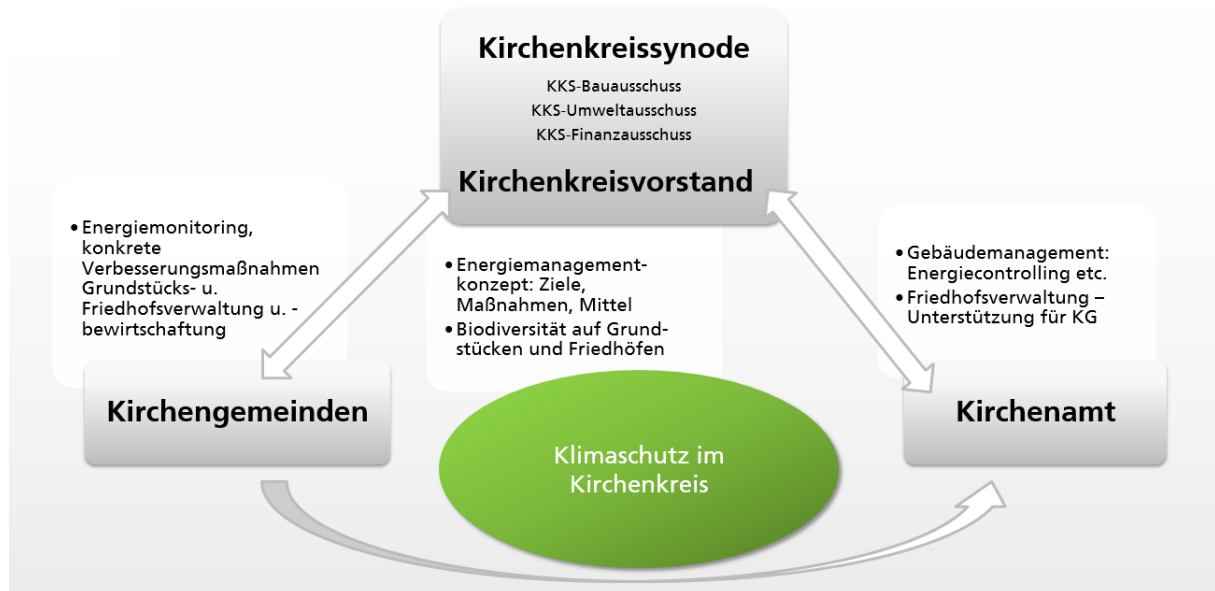 Kirchenkreissynode
KKS-Bauausschuss
KKS-Umweltausschuss
KKS-Finanzausschuss
Kirchenkreisvorstand
• Energiemonitoring,
konkrete
Verbesserungsmaßnahmen
Grundstücks- u.
Friedhofsverwaltung u. -
bewirtschaftung
Kirchengemeinden
• Energiemanagement-
konzept: Ziele,
Maßnahmen, Mittel
• Biodiversität auf Grund-
stücken und Friedhöfen
• Gebäudemanagement:
Energiecontrolling etc.
• Friedhofsverwaltung –
Unterstützung für KG
Kirchenamt
Klimaschutz im
Kirchenkreis